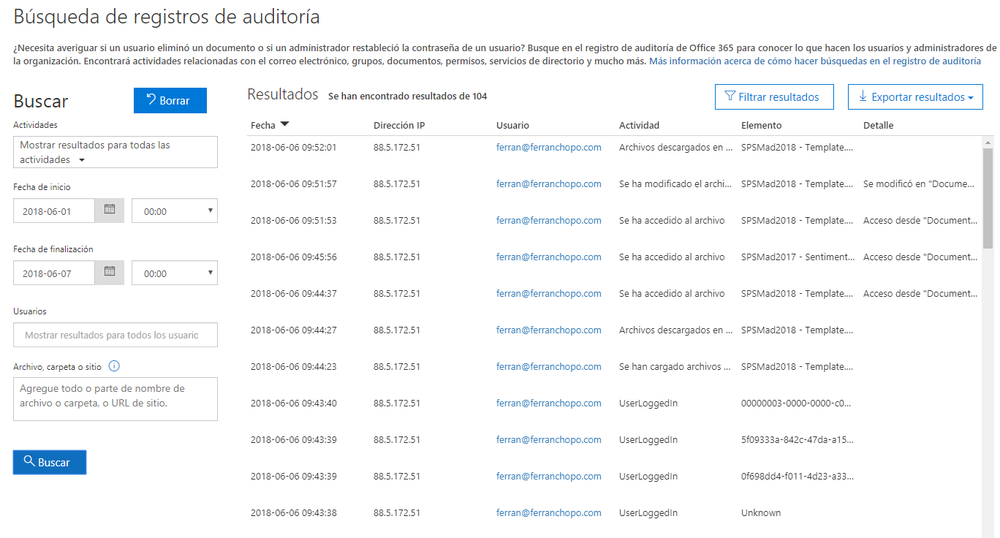 Búsqueda de registros de auditoría
¿Necesita averiguar si un usuario eliminó un documento o si un administrador restableció la contraseña de un usuario? Busque en el registro de auditoría de Office 365 para conocer lo que hacen los usuarios y administradores de
la organización. Encontrará actividades relacionadas con el correo electrónico, grupos, documentos, permisos, servicios de directorio y mucho más. Más información acerca de cómo hacer búsquedas en el registro de auditoría
Buscar
Borrar
Actividades
Mostrar resultados para todas las
actividades
Fecha de inicio
2018-06-01 00:00
Fecha de finalización
2018-06-07 00:00
Usuarios
Mostrar resultados para todos los usuario
Archivo, carpeta o sitio
Agregue todo o parte de nombre de
archivo o carpeta, o URL de sitio.
Buscar
Resultados Se han encontrado resultados de 104
Filtrar resultados
Exportar resultados
Fecha Dirección IP Usuario Actividad Elemento Detalle
2018-06-06 09:52:01 88.5.172.51 ferran@ferranchopo.com Archivos descargados en ... SPSMad2018 - Template....
2018-06-06 09:51:57 88.5.172.51 ferran@ferranchopo.com Se ha modificado el archi... SPSMad2018 - Template.... Se modificó en "Docume...
2018-06-06 09:51:53 88.5.172.51 ferran@ferranchopo.com Se ha accedido al archivo SPSMad2018 - Template.... Acceso desde "Document...
2018-06-06 09:45:56 88.5.172.51 ferran@ferranchopo.com Se ha accedido al archivo SPSMad2017 - Sentiment... Acceso desde "Document...
2018-06-06 09:44:37 88.5.172.51 ferran@ferranchopo.com Se ha accedido al archivo SPSMad2018 - Template.... Acceso desde "Document...
2018-06-06 09:44:27 88.5.172.51 ferran@ferranchopo.com Archivos descargados en ... SPSMad2018 - Template....
2018-06-06 09:44:23 88.5.172.51 ferran@ferranchopo.com Se han cargado archivos ... SPSMad2018 - Template....
2018-06-06 09:43:40 88.5.172.51 ferran@ferranchopo.com UserLoggedIn 00000003-0000-0000-c0...
2018-06-06 09:43:39 88.5.172.51 ferran@ferranchopo.com UserLoggedIn 5f09333a-842c-47da-a15...
2018-06-06 09:43:39 88.5.172.51 ferran@ferranchopo.com UserLoggedIn 0f698dd4-f011-4d23-a33...
2018-06-06 09:43:38 88.5.172.51 ferran@ferranchopo.com UserLoggedIn Unknown